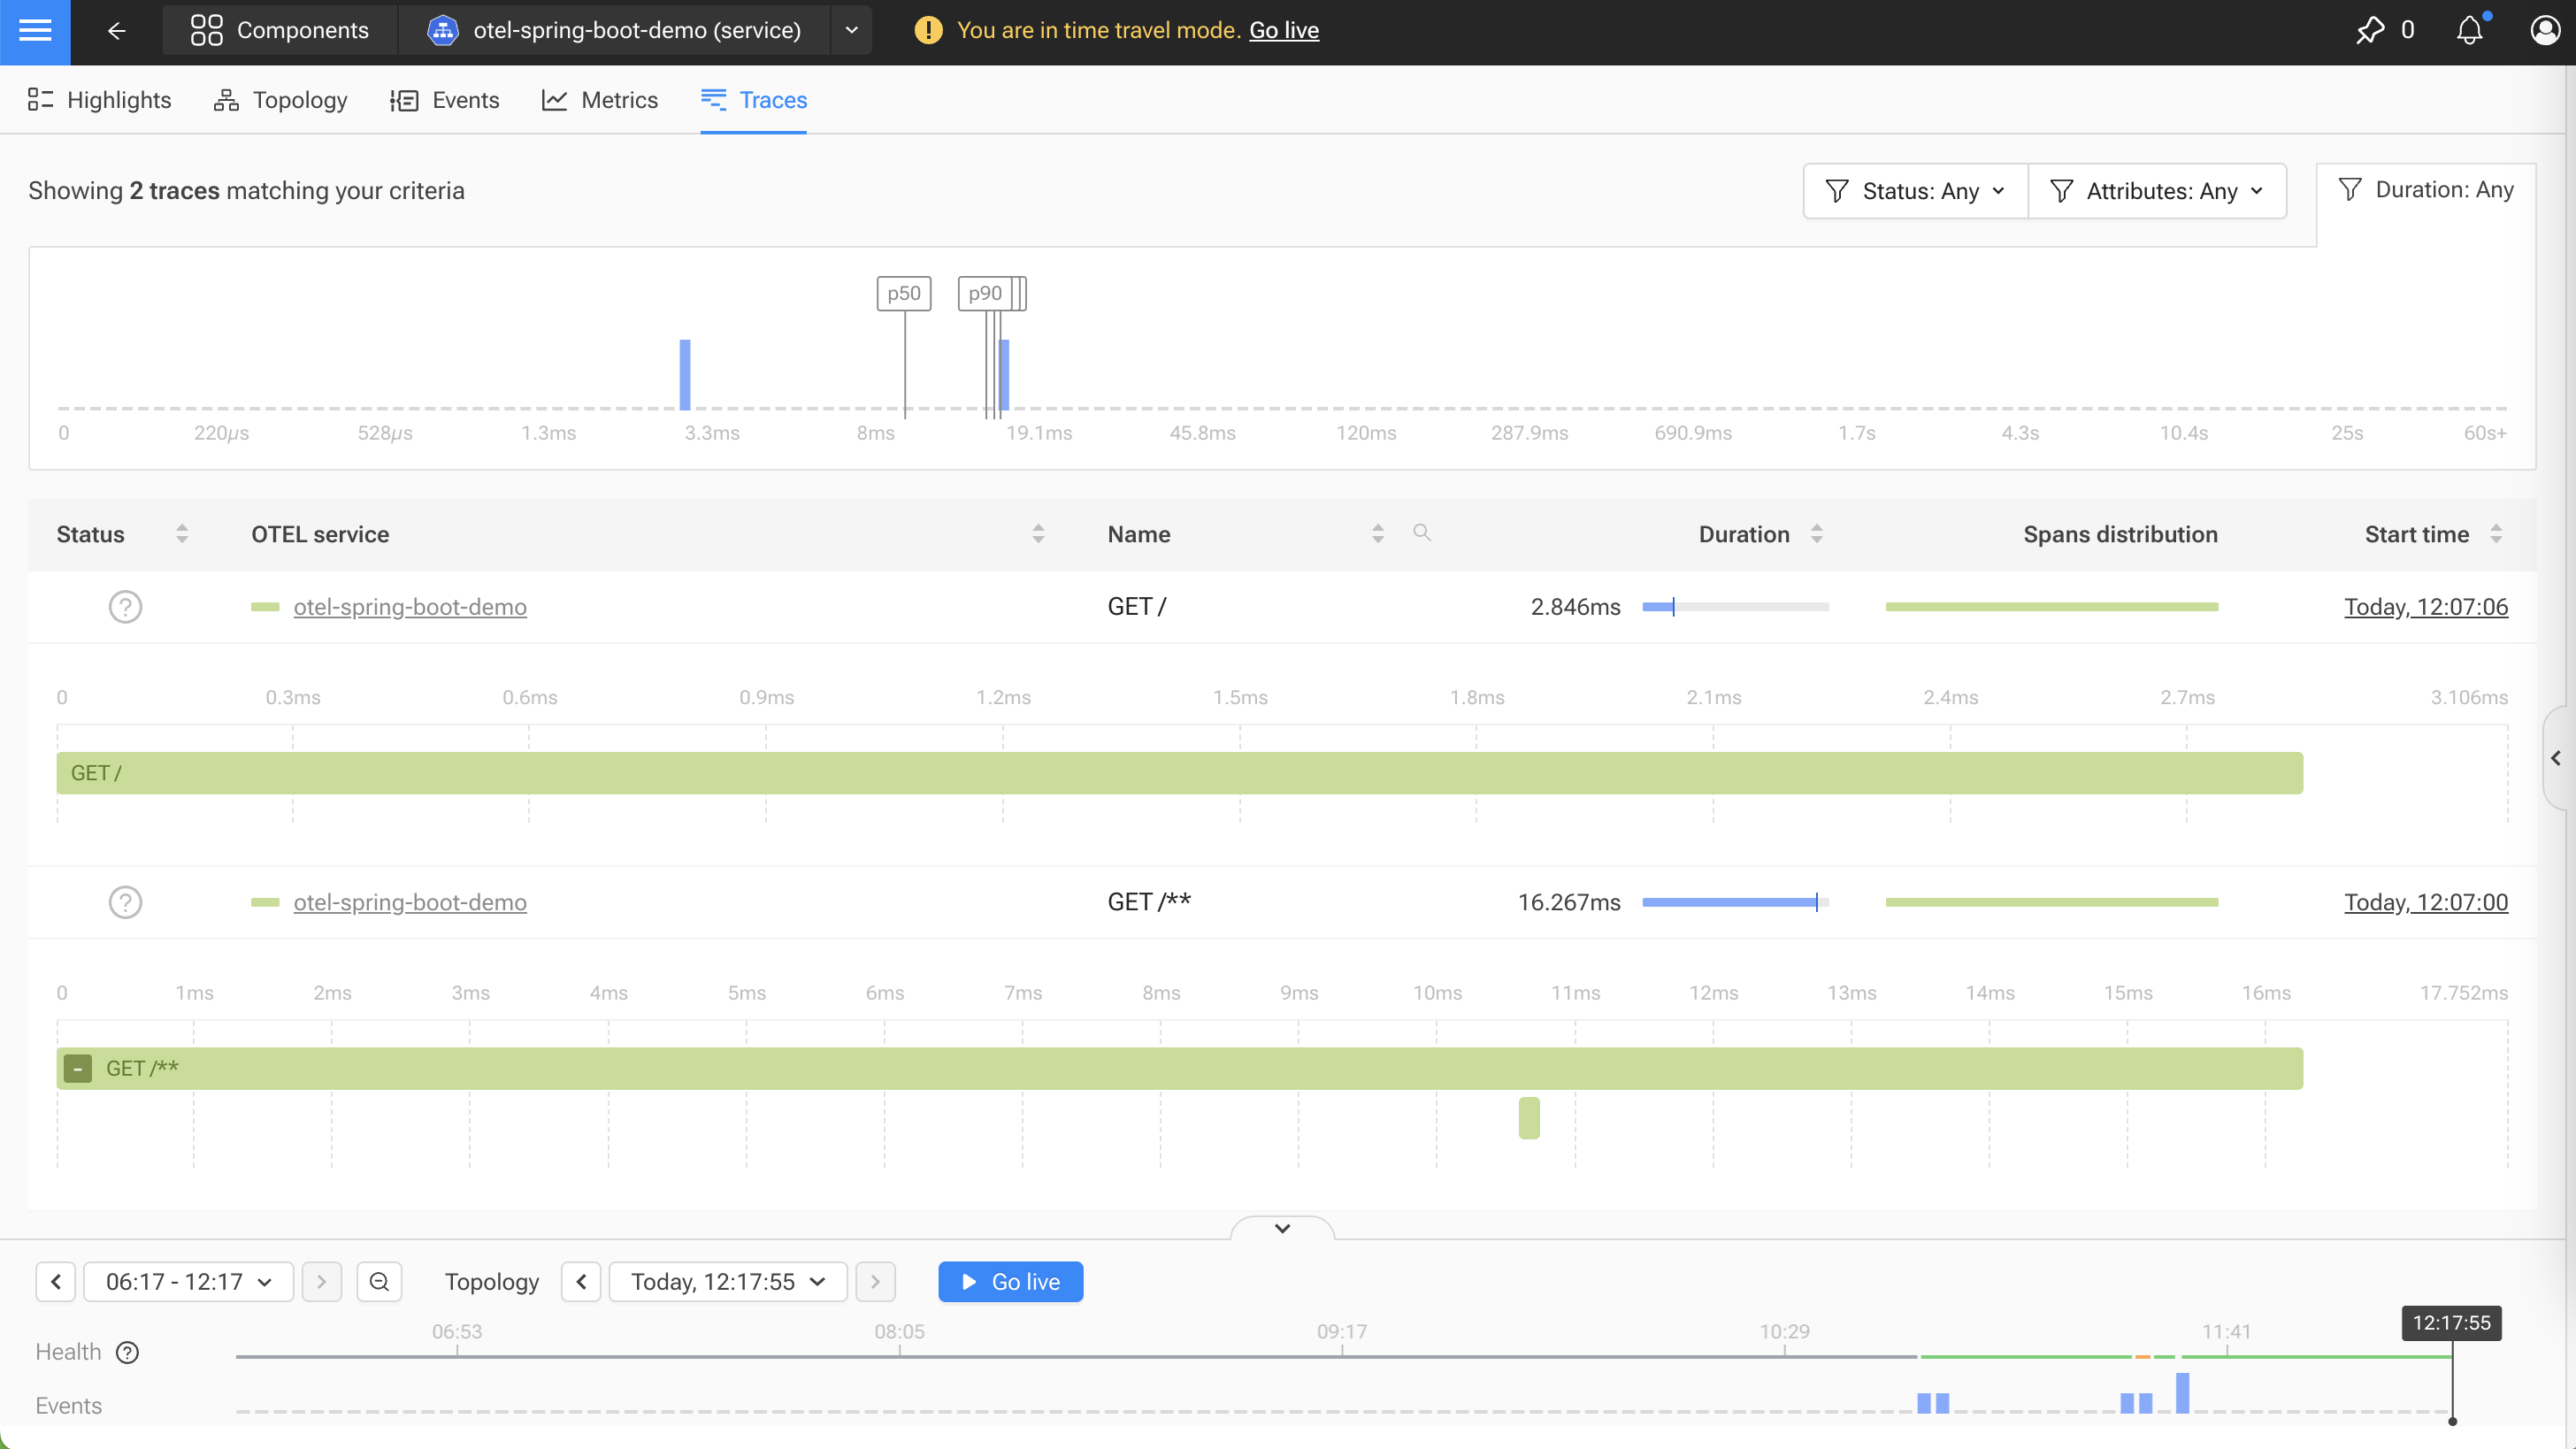 Components
otel-spring-boot-demo (service)
You are in time travel mode. Go live
0
Highlights
Topology
Events
Metrics
Traces
Showing 2 traces matching your criteria
Status: Any
Attributes: Any
Duration: Any
p50
p90
0 220µs 528µs 1.3ms 3.3ms 8ms 19.1ms 45.8ms 120ms 287.9ms 690.9ms 1.7s 4.3s 10.4s 25s 60s+
Status OTEL service Name Duration Spans distribution Start time
otel-spring-boot-demo GET / 2.846ms Today, 12:07:06
0 0.3ms 0.6ms 0.9ms 1.2ms 1.5ms 1.8ms 2.1ms 2.4ms 2.7ms 3.106ms
GET /
otel-spring-boot-demo GET /** 16.267ms Today, 12:07:00
0 1ms 2ms 3ms 4ms 5ms 6ms 7ms 8ms 9ms 10ms 11ms 12ms 13ms 14ms 15ms 16ms 17.752ms
- GET /**
06:17 - 12:17
Topology
Today, 12:17:55
Go live
06:53 08:05 09:17 10:29 11:41 12:17:55
Health
Events